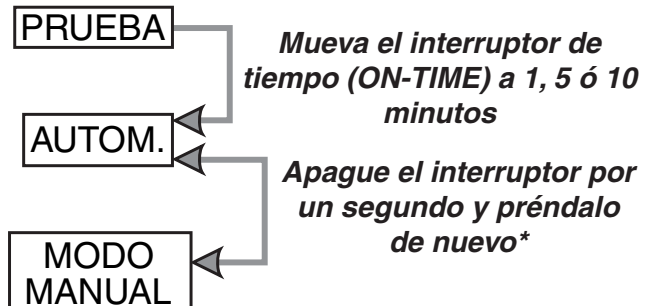 PRUEBA
Mueva el interruptor de
tiempo (ON-TIME) a 1, 5 ó 10
minutos
AUTOM.
Apague el interruptor por
un segundo y préndalo
de nuevo*
MODO
MANUAL